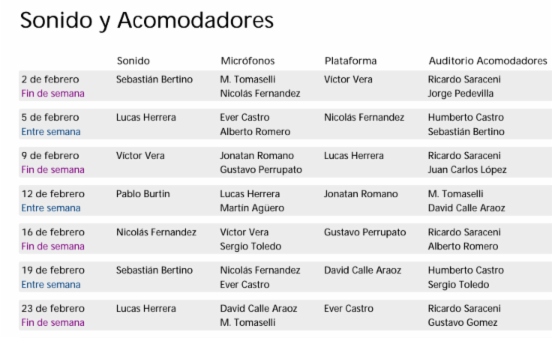 Sonido y Acomodadores
Sonido Micrófonos Plataforma Auditorio Acomodadores
2 de febrero Sebastián Bertino M. Tomaselli Víctor Vera Ricardo Saraceni
Fin de semana Nicolás Fernandez Jorge Pedevilla
5 de febrero Lucas Herrera Ever Castro Nicolás Fernandez Humberto Castro
Entre semana Alberto Romero Sebastián Bertino
9 de febrero Víctor Vera Jonatan Romano Lucas Herrera Ricardo Saraceni
Fin de semana Gustavo Perrupato Juan Carlos López
12 de febrero Pablo Burtin Lucas Herrera Jonatan Romano M. Tomaselli
Entre semana Martín Agüero David Calle Araoz
16 de febrero Nicolás Fernandez Víctor Vera Gustavo Perrupato Ricardo Saraceni
Fin de semana Sergio Toledo Alberto Romero
19 de febrero Sebastián Bertino Nicolás Fernandez David Calle Araoz Humberto Castro
Entre semana Ever Castro Sergio Toledo
23 de febrero Lucas Herrera David Calle Araoz Ever Castro Ricardo Saraceni
Fin de semana M. Tomaselli Gustavo Gomez